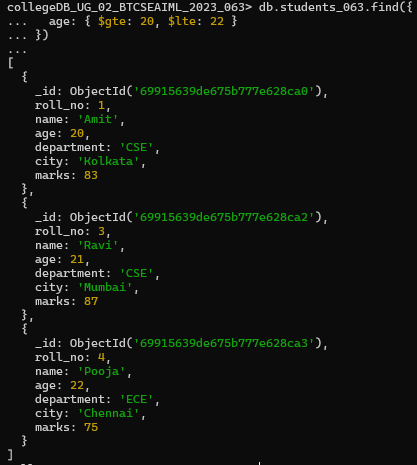 collegeDB_UG_02_BTCSEAIML_2023_063> db.students_063.find({
...   age: { $gte: 20, $lte: 22 }
... })
...
[
  {
    _id: ObjectId('69915639de675b777e628ca0'),
    roll_no: 1,
    name: 'Amit',
    age: 20,
    department: 'CSE',
    city: 'Kolkata',
    marks: 83
  },
  {
    _id: ObjectId('69915639de675b777e628ca2'),
    roll_no: 3,
    name: 'Ravi',
    age: 21,
    department: 'CSE',
    city: 'Mumbai',
    marks: 87
  },
  {
    _id: ObjectId('69915639de675b777e628ca3'),
    roll_no: 4,
    name: 'Pooja',
    age: 22,
    department: 'ECE',
    city: 'Chennai',
    marks: 75
  }
]